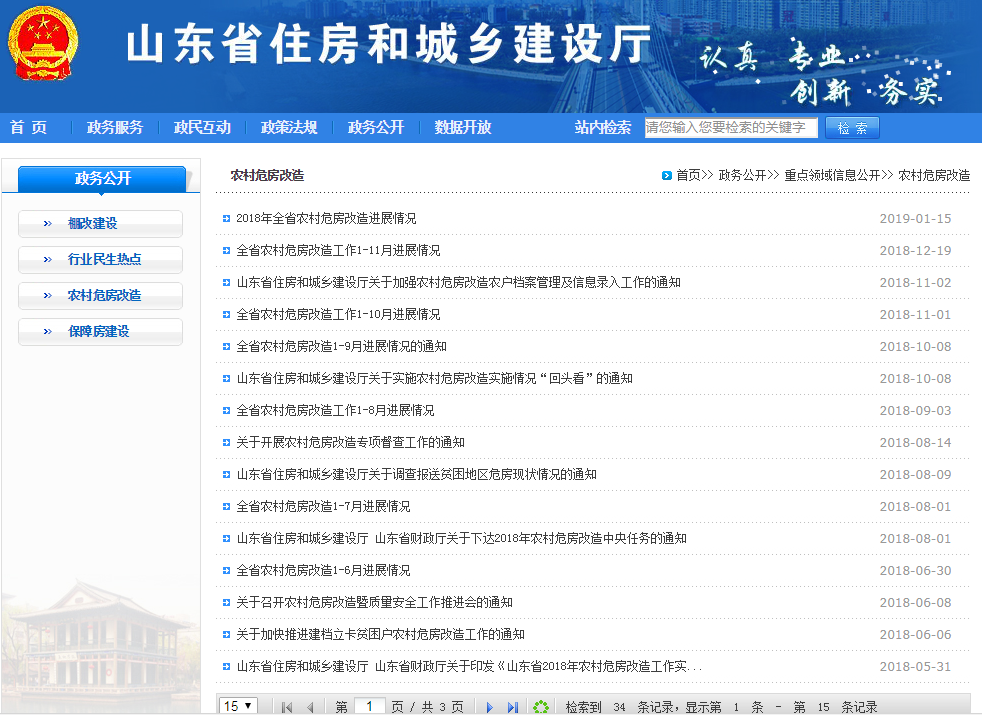 山东省住房和城乡建设厅
认真 专业
创新 务实
首 页 政务服务 政民互动 政策法规 政务公开 数据开放 站内检索 请您输入您要检索的关键字 检 索
政务公开
棚改建设
行业民生热点
农村危房改造
保障房建设
农村危房改造 首页>> 政务公开>> 重点领域信息公开>> 农村危房改造
2018年全省农村危房改造进展情况 2019-01-15
全省农村危房改造工作1-11月进展情况 2018-12-19
山东省住房和城乡建设厅关于加强农村危房改造农户档案管理及信息录入工作的通知 2018-11-02
全省农村危房改造工作1-10月进展情况 2018-11-01
全省农村危房改造1-9月进展情况的通知 2018-10-08
山东省住房和城乡建设厅关于实施农村危房改造实施情况“回头看”的通知 2018-10-08
全省农村危房改造工作1-8月进展情况 2018-09-03
关于开展农村危房改造专项督查工作的通知 2018-08-14
山东省住房和城乡建设厅关于调查报送贫困地区危房现状情况的通知 2018-08-09
全省农村危房改造1-7月进展情况 2018-08-01
山东省住房和城乡建设厅 山东省财政厅关于下达2018年农村危房改造中央任务的通知 2018-08-01
全省农村危房改造1-6月进展情况 2018-06-30
关于召开农村危房改造暨质量安全工作推进会的通知 2018-06-08
关于加快推进建档立卡贫困户农村危房改造工作的通知 2018-06-06
山东省住房和城乡建设厅 山东省财政厅关于印发《山东省2018年农村危房改造工作实... 2018-05-31
15 第 1 页 / 共 3 页 检索到 34 条记录，显示第 1 条 - 第 15 条记录